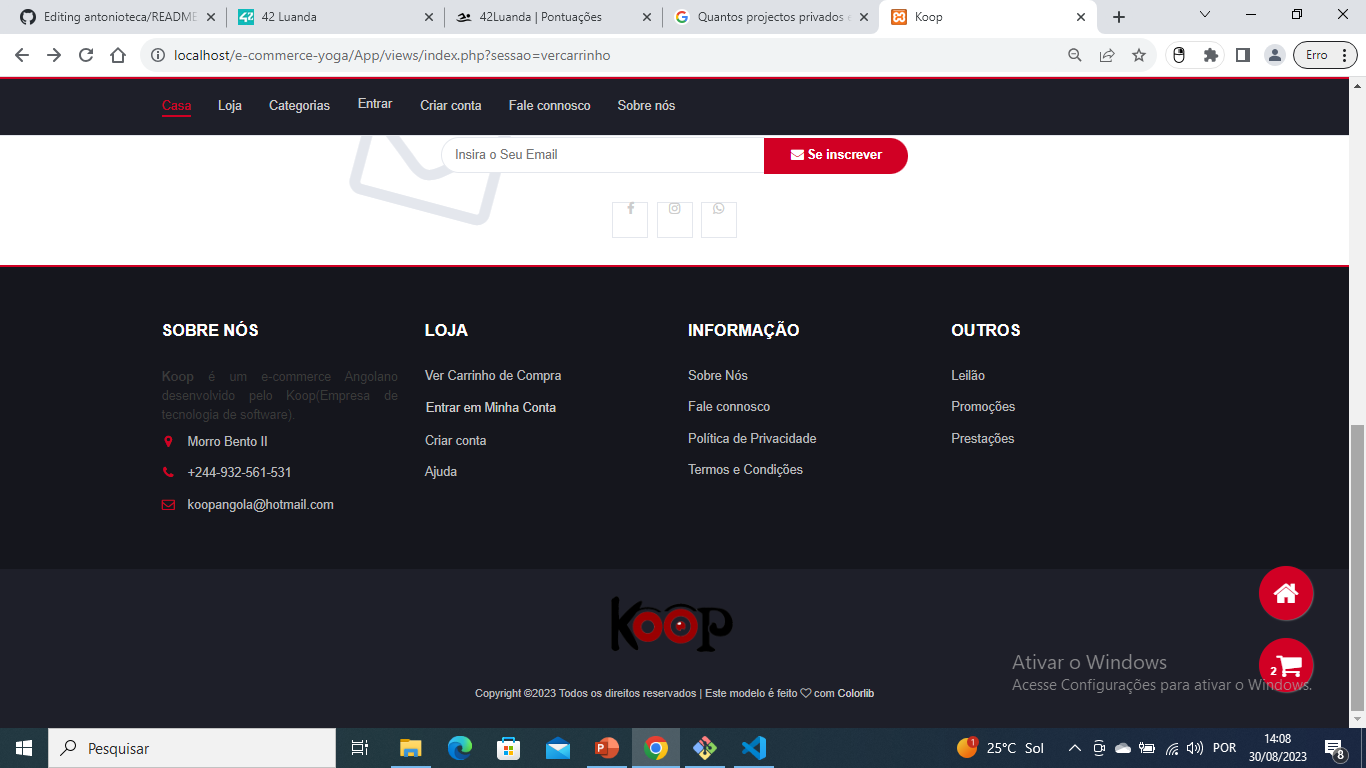 Editing antonioteca/README
42 Luanda
42Luanda | Pontuações
Quantos projectos privados e
Koop
localhost/e-commerce-yoga/App/views/index.php?sessao=vercarrinho
Erro
Casa
Loja
Categorias
Entrar
Criar conta
Fale connosco
Sobre nós
Insira o Seu Email
Se inscrever
SOBRE NÓS
Koop é um e-commerce Angolano
desenvolvido pelo Koop(Empresa de
tecnologia de software).
Morro Bento II
+244-932-561-531
koopangola@hotmail.com
LOJA
Ver Carrinho de Compra
Entrar em Minha Conta
Criar conta
Ajuda
INFORMAÇÃO
Sobre Nós
Fale connosco
Política de Privacidade
Termos e Condições
OUTROS
Leilão
Promoções
Prestações
Koop
Copyright ©2023 Todos os direitos reservados | Este modelo é feito com Colorlib
2
Ativar o Windows
Acesse Configurações para ativar o Windows.
Pesquisar
1
25°C Sol
POR
14:08
30/08/2023
8